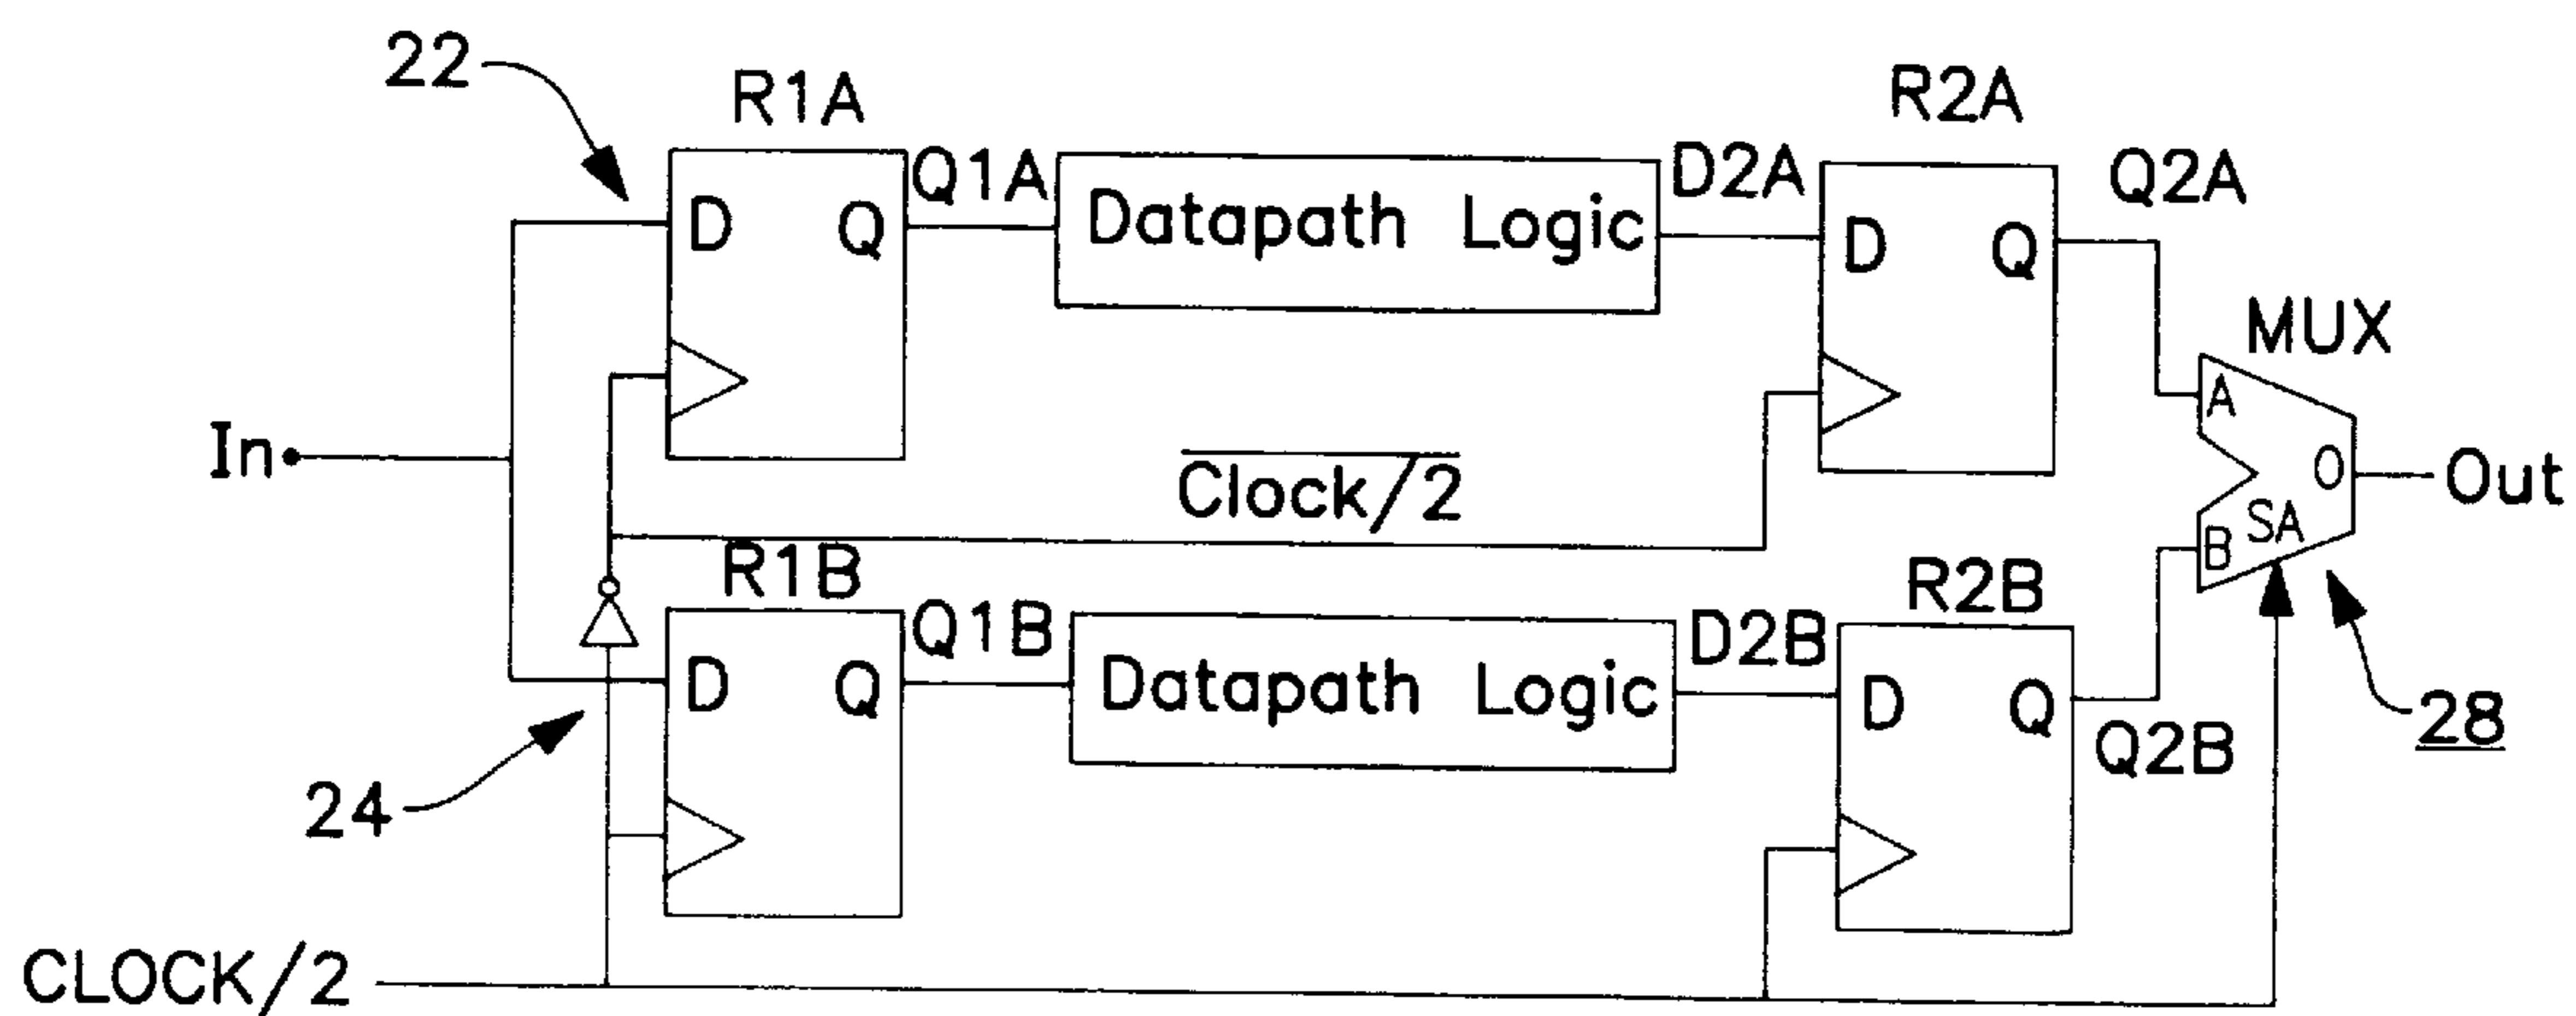 22
R1A
R2A
Q1A
D2A
Q2A
D Q
Datapath Logic
D Q
MUX
A
In
Clock/2
O
Out
SA
B
R1B
R2B
Q1B
D2B
D Q
Datapath Logic
D Q
28
Q2B
24
CLOCK/2